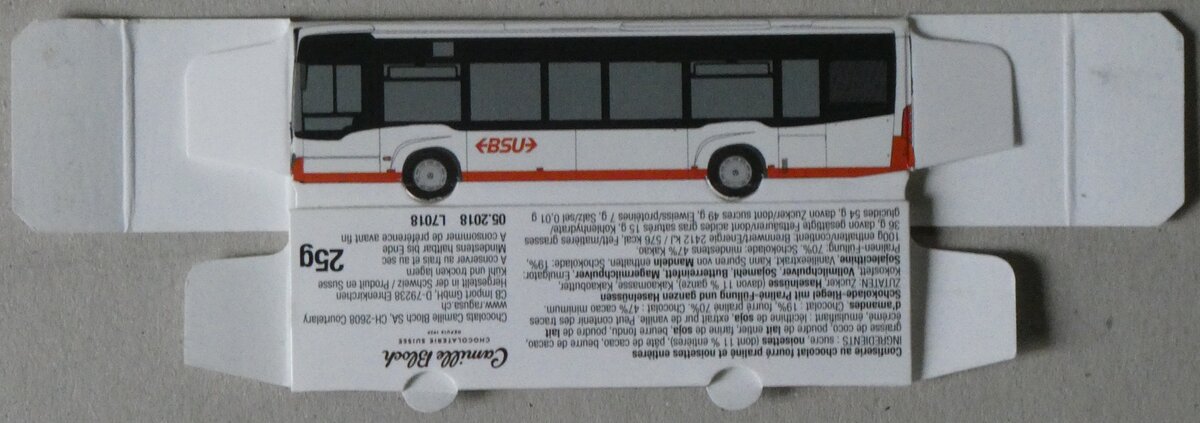 BSU
Confiserie au chocolat fourré praliné et noisettes entières
INGREDIENTS : sucre, noisettes (dont 11 % entières), pâte de cacao, beurre de cacao,
graisse de coco, poudre de lait entier, farine de soja, beurre fondu, poudre de lait
écrémé, émulsifiant : lécithine de soja, extrait pur de vanille. Peut contenir des traces
d'amandes. Chocolat : 19%, fourré praliné 70%. Chocolat : 47% cacao minimum.
Schokolade-Riegel mit Praliné-Füllung und ganzen Haselnüssen
ZUTATEN: Zucker, Haselnüsse (davon 11 % ganze), Kakaomasse, Kakaobutter,
Kokosfett, Vollmilchpulver, Sojamehl, Butterreinfett, Magermilchpulver, Emulgator:
Sojalecithine, Vanilleextrakt. Kann Spuren von Mandeln enthalten. Schokolade: 19%,
Pralinen-Füllung: 70%. Schokolade: mindestens 47% Kakao.
100g enthalten/contient: Brennwert/Energie 2412 kJ / 576 kcal, Fett/matières grasses
36 g, davon gesättigte Fettsäuren/dont acides gras saturés 15 g, Kohlenhydrate/
glucides 54 g, davon Zucker/dont sucres 49 g, Eiweiss/protéines 7 g, Salz/sel 0,01 g
Camille Bloch
CHOCOLATERIE SUISSE
DEPUIS 1929
Chocolats Camille Bloch SA, CH-2608 Courtelary
www.ragusa.ch
CB Import GmbH, D-79238 Ehrenkirchen
Hergestellt in der Schweiz / Produit en Suisse
Kühl und trocken lagern
A conserver au frais et au sec
25g
Mindestens haltbar bis Ende
A consommer de préférence avant fin
05.2018 L7018